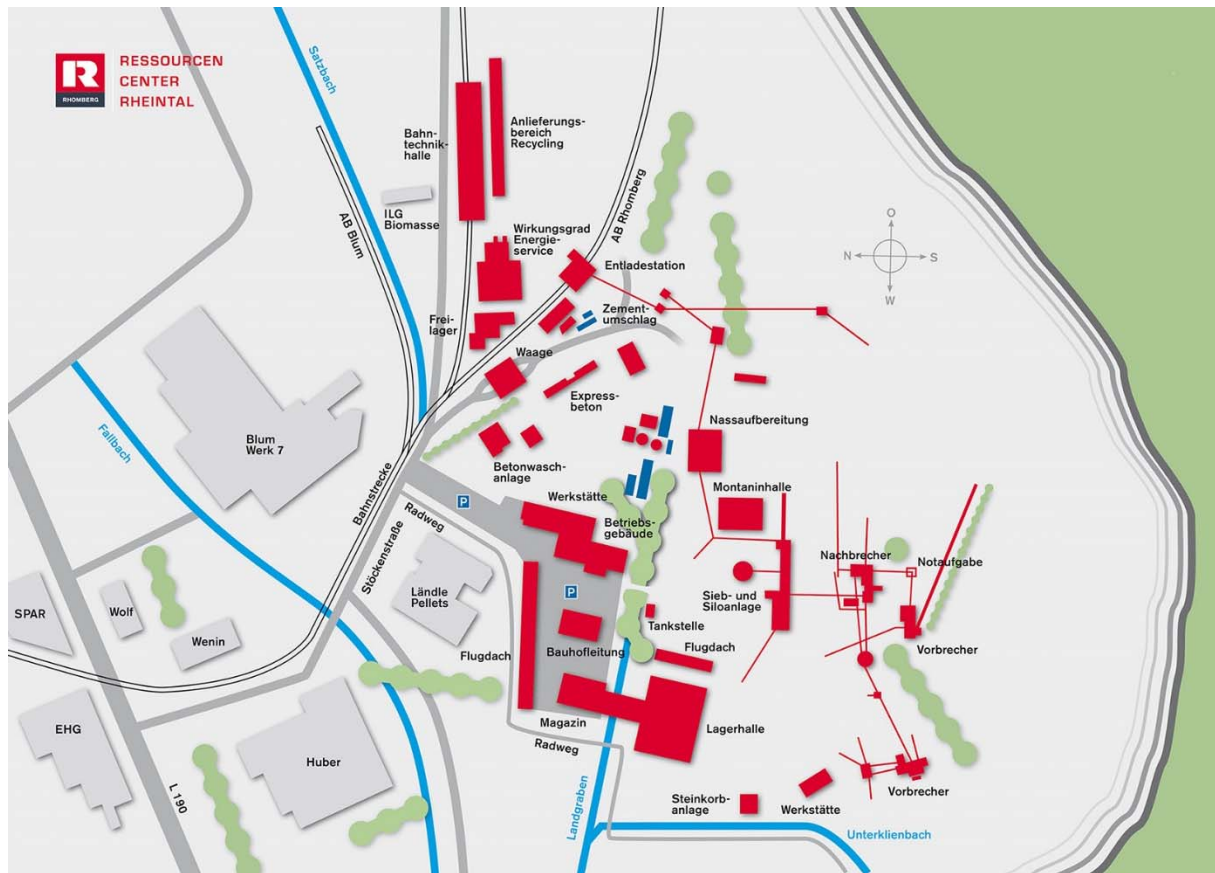 R
RHOMBERG
RESSOURCEN
CENTER
RHEINTAL
Salzbach
Bahn-
technik-
halle
Anlieferungs-
bereich
Recycling
ILG
Biomasse
AB Blum
AB Rhomberg
Wirkungsgrad
Energie-
service
Entladestation
O
N
S
W
Frei-
lager
Zement-
umschlag
Waage
Express-
beton
Fallbach
Blum
Werk 7
Bahnstrecke
Nassaufbereitung
Betonwasch-
anlage
Montaninhalle
P
Radweg
Werkstätte
Betriebs-
gebäude
Stöckenstraße
Nachbrecher
Notaufgabe
Ländle
Pellets
P
Sieb- und
Siloanlage
SPAR
Wolf
Wenin
Tankstelle
Flugdach
Bauhofleitung
Flugdach
Vorbrecher
Magazin
Radweg
Lagerhalle
EHG
Huber
L 190
Landgraben
Steinkorb-
anlage
Werkstätte
Vorbrecher
Unterklienbach